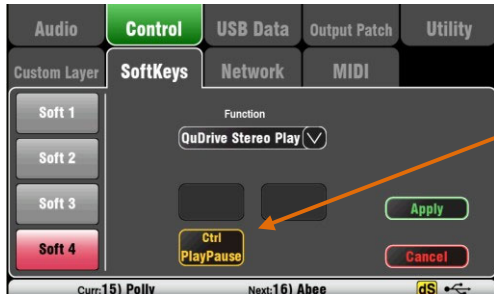 Audio
Control
USB Data
Output Patch
Utility
Custom Layer
SoftKeys
Network
MIDI
Soft 1
Soft 2
Soft 3
Soft 4
Function
QuDrive Stereo Play
Ctrl
PlayPause
Apply
Cancel
Curr:15) Polly
Next:16) Abee
dS